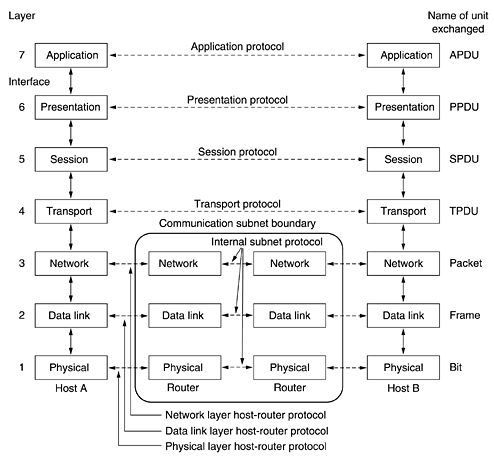 Layer
Name of unit
exchanged
7 Application Application protocol Application APDU
Interface
6 Presentation Presentation protocol Presentation PPDU
5 Session Session protocol Session SPDU
4 Transport Transport protocol Transport TPDU
Communication subnet boundary
Internal subnet protocol
3 Network Network Network Network Packet
2 Data link Data link Data link Data link Frame
1 Physical Physical Physical Physical Bit
Host A Router Router Host B
Network layer host-router protocol
Data link layer host-router protocol
Physical layer host-router protocol